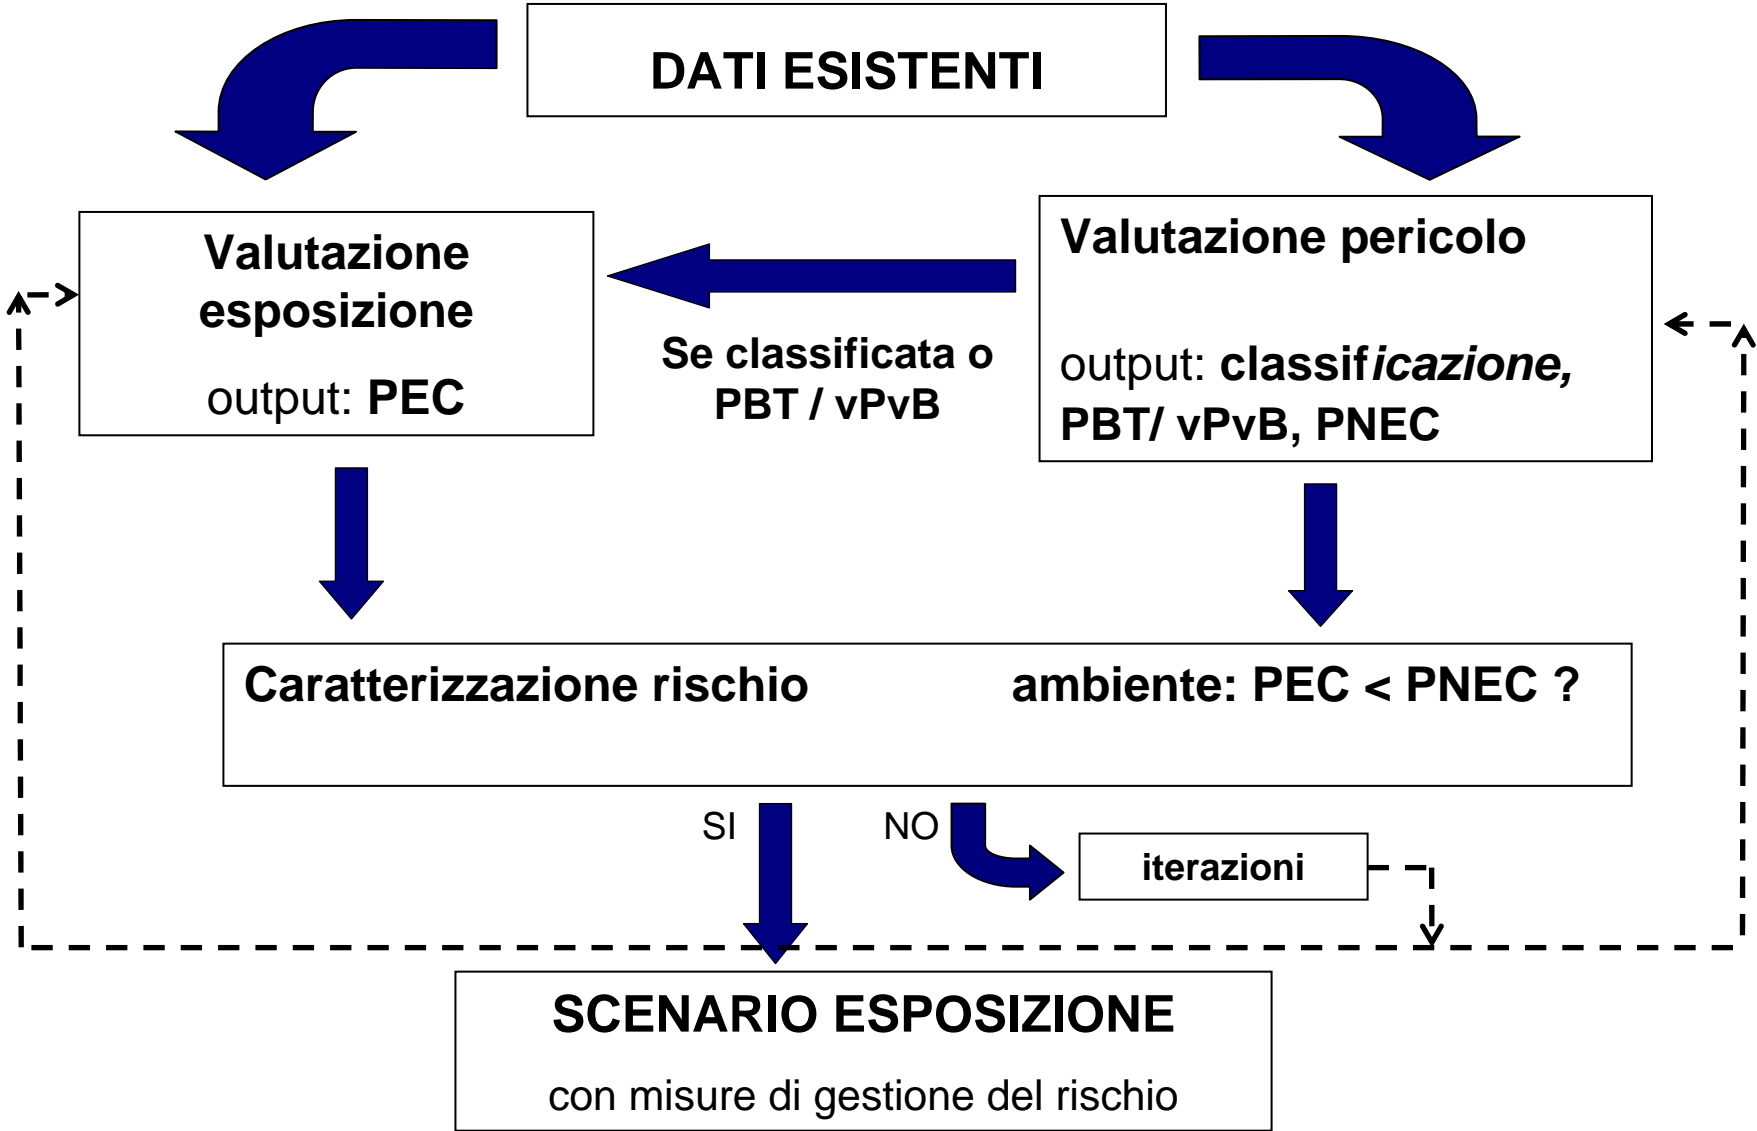 DATI ESISTENTI
Valutazione
esposizione
output: PEC
Se classificata o
PBT / vPvB
Valutazione pericolo
output: classificazione,
PBT/ vPvB, PNEC
Caratterizzazione rischio ambiente: PEC < PNEC ?
SI
NO
iterazioni
SCENARIO ESPOSIZIONE
con misure di gestione del rischio